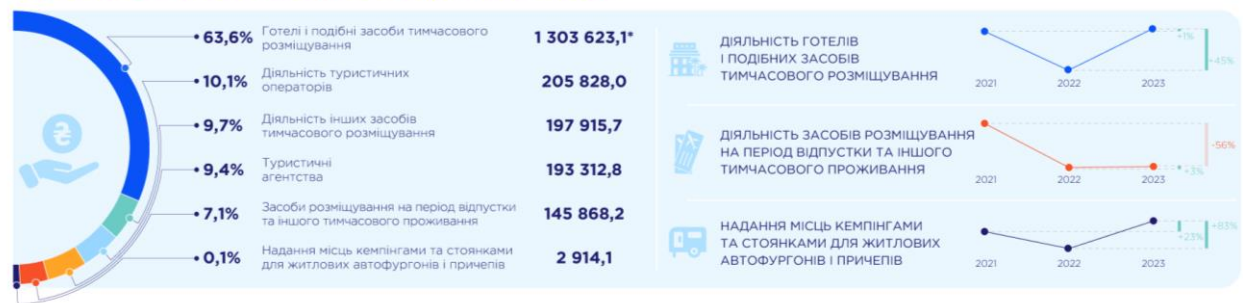 63,6%
Готелі і подібні засоби тимчасового
розміщування
1 303 623,1*
10,1%
Діяльність туристичних
операторів
205 828,0
9,7%
Діяльність інших засобів
тимчасового розміщування
197 915,7
9,4%
Туристичні
агентства
193 312,8
7,1%
Засоби розміщування на період відпустки
та іншого тимчасового проживання
145 868,2
0,1%
Надання місць кемпінгами та стоянками
для житлових автофургонів і причепів
2 914,1
₴
ДІЯЛЬНІСТЬ ГОТЕЛІВ
І ПОДІБНИХ ЗАСОБІВ
ТИМЧАСОВОГО РОЗМІЩУВАННЯ
2021
2022
2023
+1%
+45%
ДІЯЛЬНІСТЬ ЗАСОБІВ РОЗМІЩУВАННЯ
НА ПЕРІОД ВІДПУСТКИ ТА ІНШОГО
ТИМЧАСОВОГО ПРОЖИВАННЯ
2021
2022
2023
-56%
+3%
НАДАННЯ МІСЦЬ КЕМПІНГАМИ
ТА СТОЯНКАМИ ДЛЯ ЖИТЛОВИХ
АВТОФУРГОНІВ І ПРИЧЕПІВ
2021
2022
2023
+23%
+83%